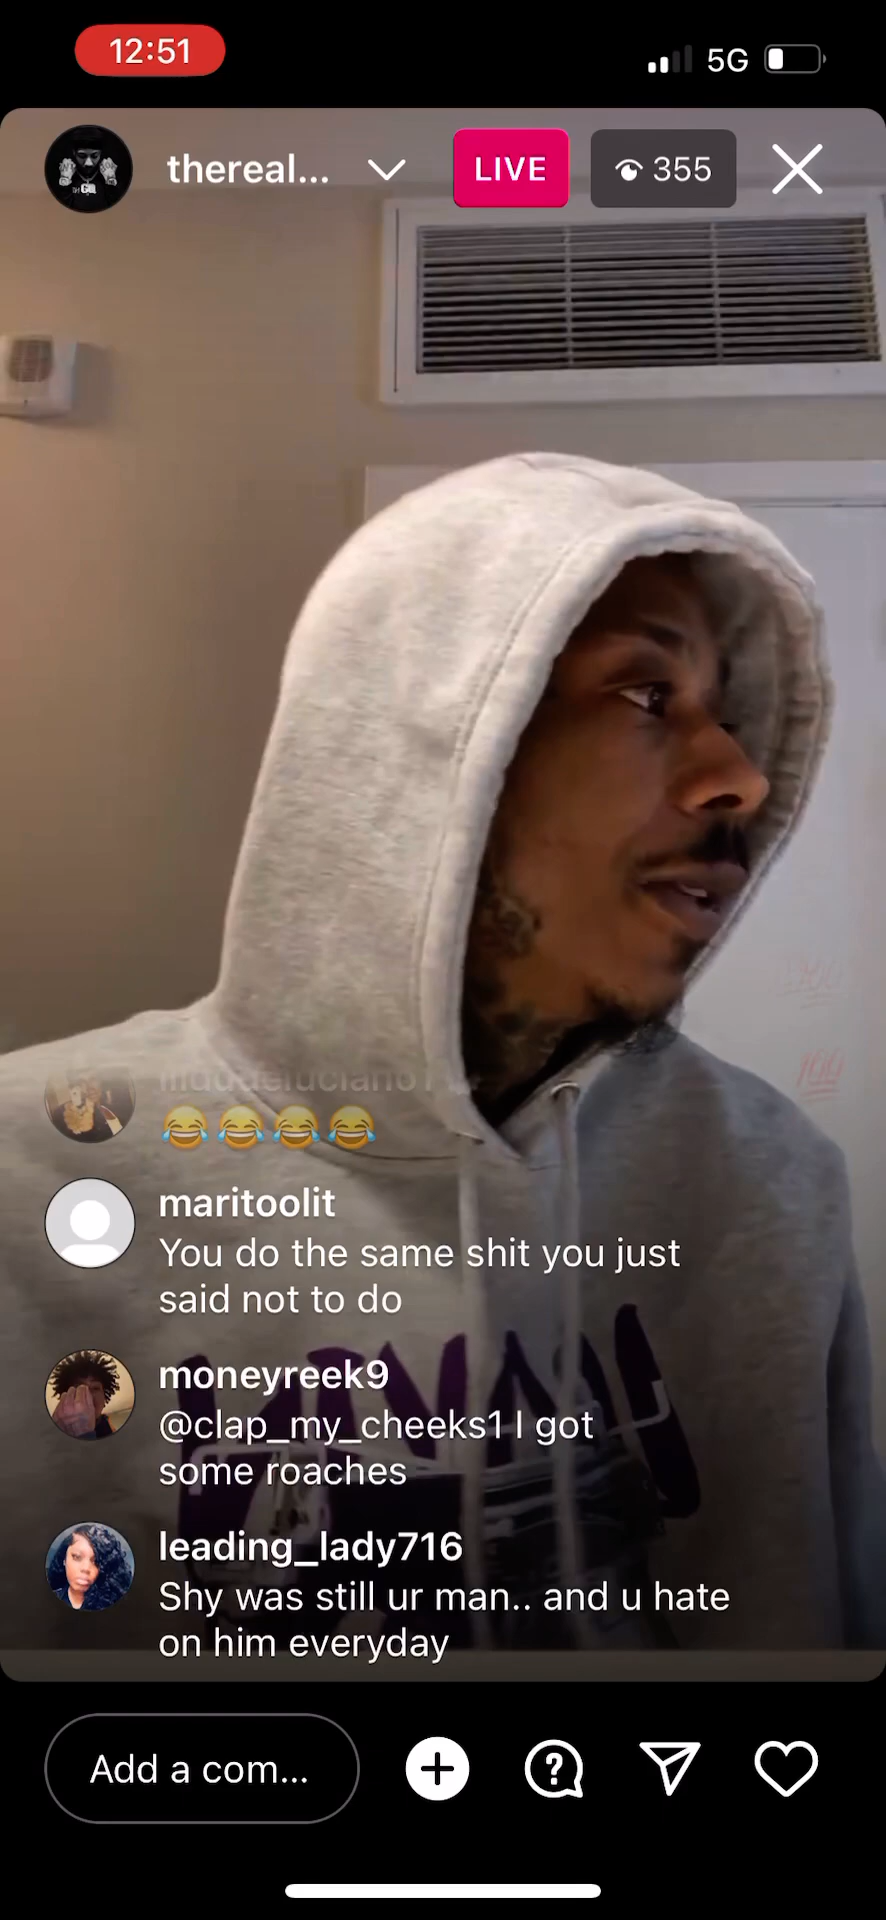 12:51
5G
thereal...
LIVE
355
😂😂😂😂
maritoolit
You do the same shit you just
said not to do
moneyreek9
@clap_my_cheeks1 I got
some roaches
leading_lady716
Shy was still ur man.. and u hate
on him everyday
Add a com...